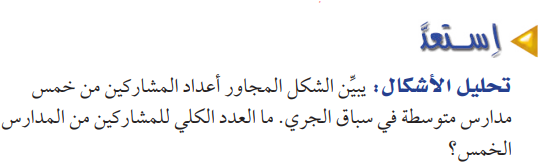 اِستعدَّ
تحليل الأشكال: يبيِّن الشكل المجاور أعداد المشاركين من خمس
مدارس متوسطة في سباق الجري. ما العدد الكلي للمشاركين من المدارس
الخمس؟